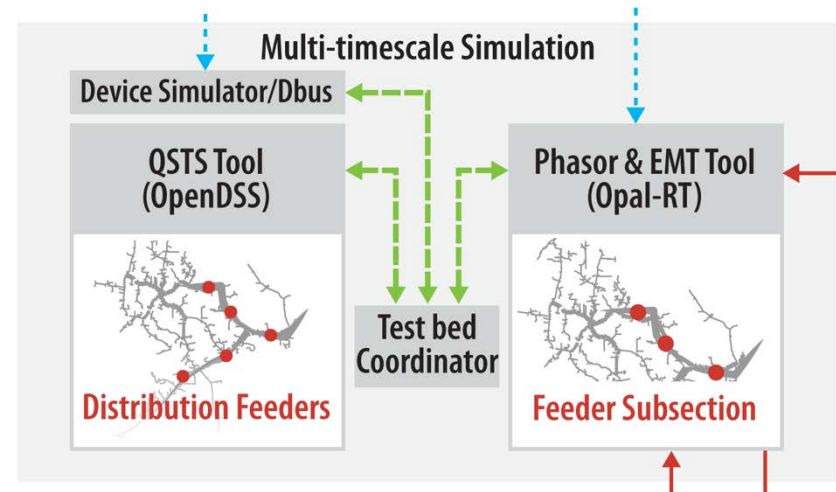 Multi-timescale Simulation
Device Simulator/Dbus
QSTS Tool
(OpenDSS)
Phasor & EMT Tool
(Opal-RT)
Test bed
Coordinator
Distribution Feeders
Feeder Subsection